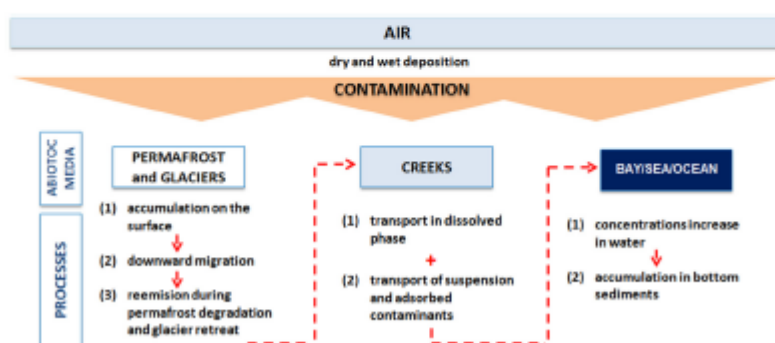 AIR
dry and wet deposition
CONTAMINATION
ABIOTOC
MEDIA
PERMAFROST
and GLACIERS
CREEKS
BAY/SEA/OCEAN
PROCESSES
(1) accumulation on the
surface
(2) downward migration
(3) reemision during
permafrost degradation
and glacier retreat
(1) transport in dissolved
phase
+
(2) transport of suspension
and adsorbed
contaminants
(1) concentrations increase
in water
(2) accumulation in bottom
sediments